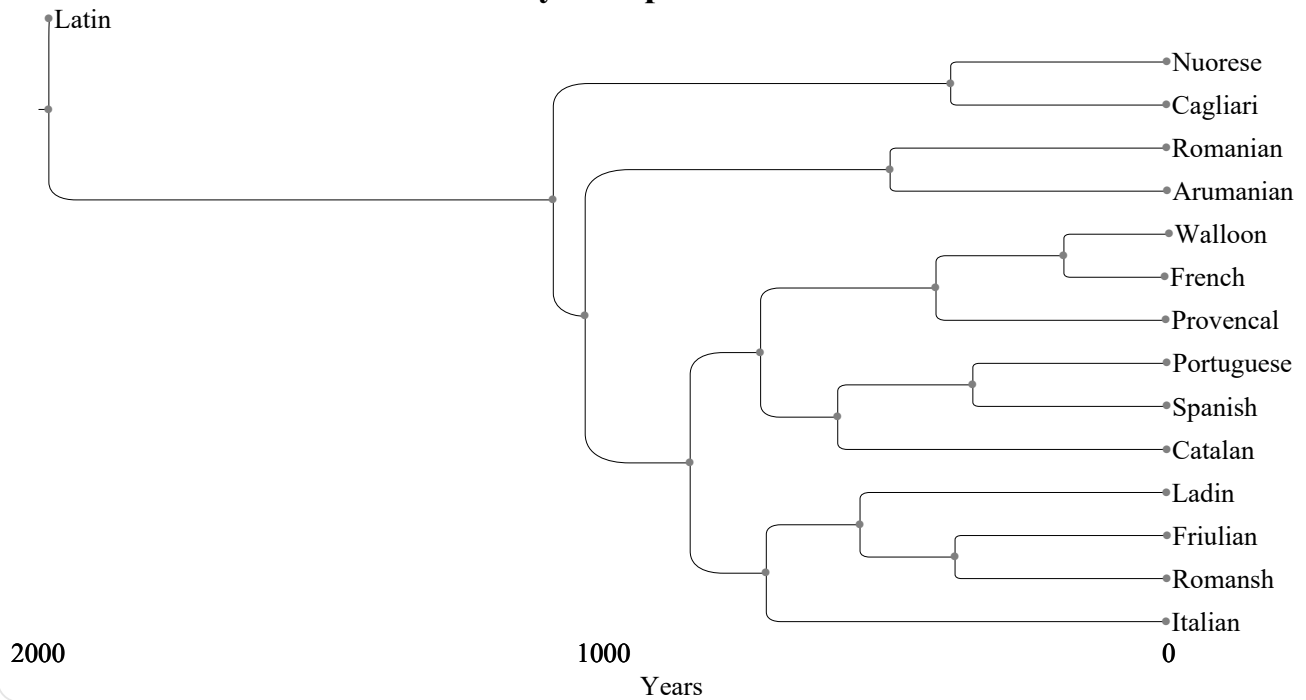 Latin
Nuorese
Cagliari
Romanian
Arumanian
Walloon
French
Provencal
Portuguese
Spanish
Catalan
Ladin
Friulian
Romansh
Italian
2000 1000 0
Years